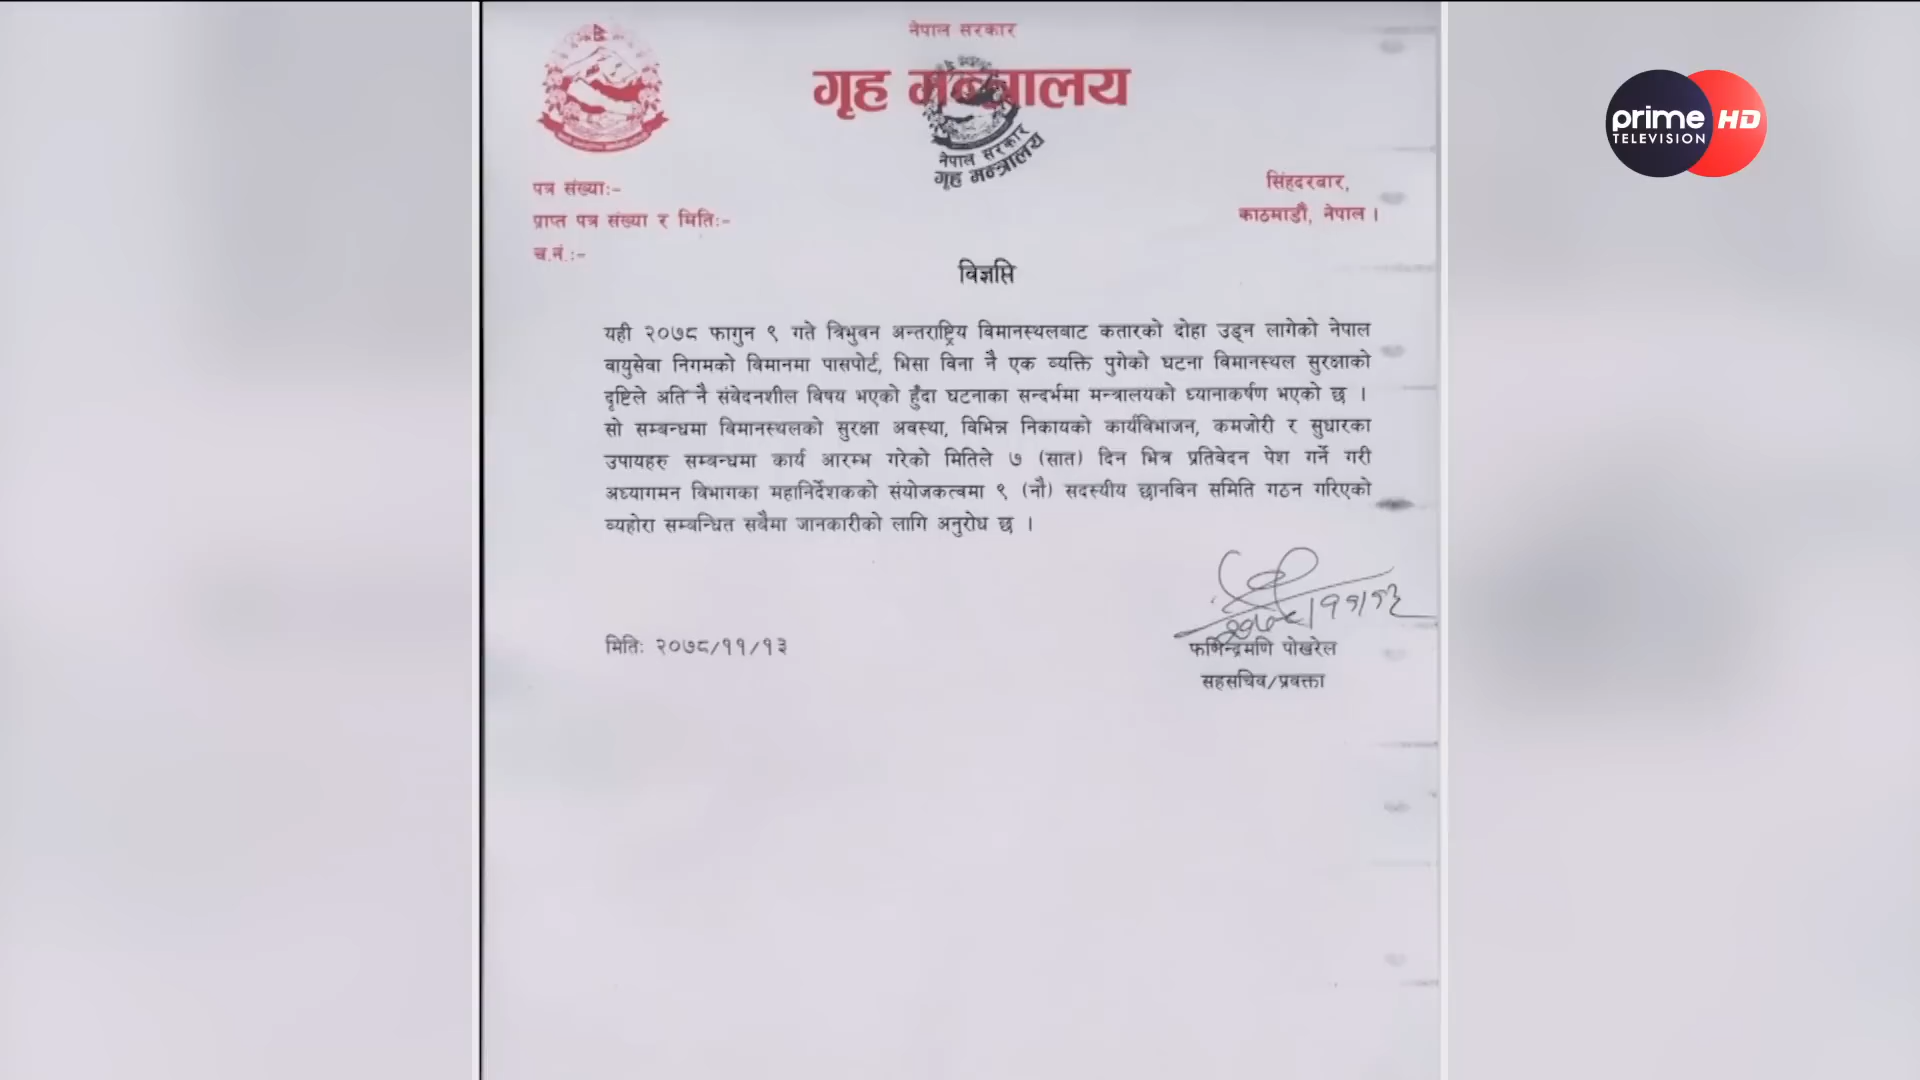 नेपाल सरकार
गृह मन्त्रालय
नेपाल सरकार
गृह मन्त्रालय
prime HD
TELEVISION
पत्र संख्याः-
प्राप्त पत्र संख्या र मितिः-
च.नं.:-
सिंहदरबार,
काठमाडौं, नेपाल ।
विज्ञप्ति
यही २०७८ फागुन ९ गते त्रिभुवन अन्तराष्ट्रिय विमानस्थलबाट कतारको दोहा उड्न लागेको नेपाल
वायुसेवा निगमको विमानमा पासपोर्ट, भिसा विना नै एक व्यक्ति पुगेको घटना विमानस्थल सुरक्षाको
दृष्टिले अति नै संवेदनशील विषय भएको हुँदा घटनाका सन्दर्भमा मन्त्रालयको ध्यानाकर्षण भएको छ ।
सो सम्बन्धमा विमानस्थलको सुरक्षा अवस्था, विभिन्न निकायको कार्यविभाजन, कमजोरी र सुधारका
उपायहरु सम्बन्धमा कार्य आरम्भ गरेको मितिले ७ (सात) दिन भित्र प्रतिवेदन पेश गर्ने गरी
अध्यागमन विभागका महानिर्देशकको संयोजकत्वमा ९ (नौ) सदस्यीय छानविन समिति गठन गरिएको
व्यहोरा सम्बन्धित सबैमा जानकारीको लागि अनुरोध छ ।
२०७८/११/१३
मितिः २०७८/११/१३
फणिन्द्रमणि पोखरेल
सहसचिव/प्रवक्ता